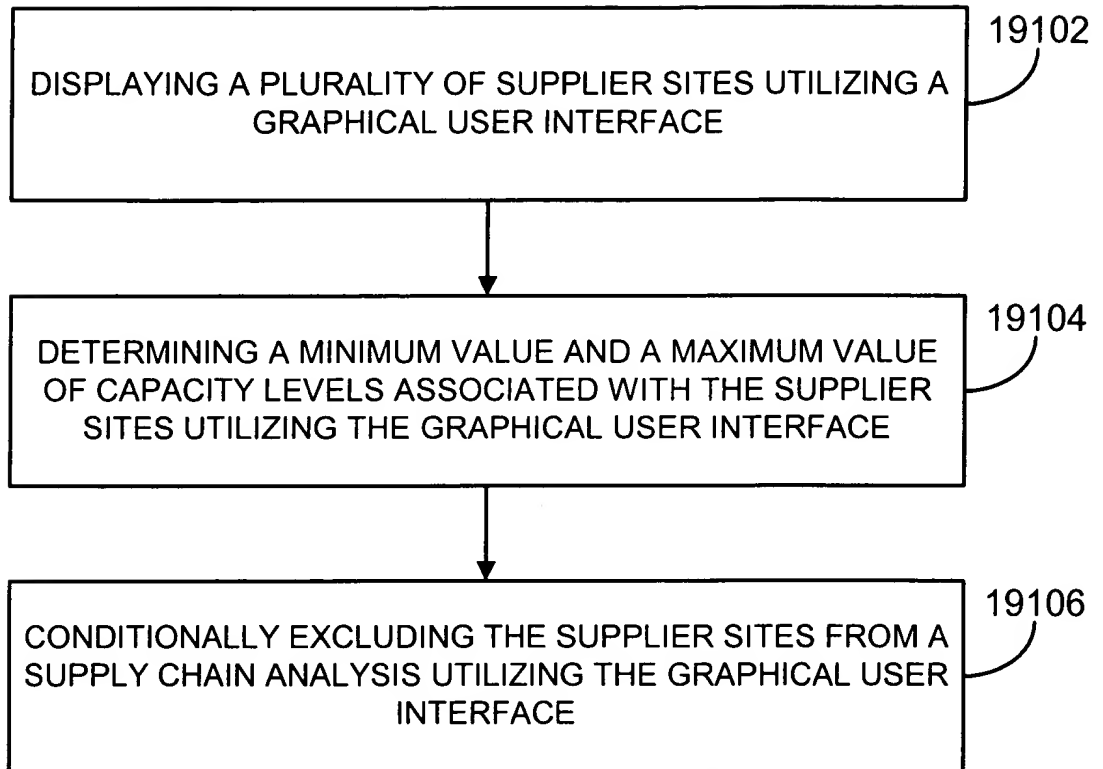 19102
DISPLAYING A PLURALITY OF SUPPLIER SITES UTILIZING A
GRAPHICAL USER INTERFACE
19104
DETERMINING A MINIMUM VALUE AND A MAXIMUM VALUE
OF CAPACITY LEVELS ASSOCIATED WITH THE SUPPLIER
SITES UTILIZING THE GRAPHICAL USER INTERFACE
19106
CONDITIONALLY EXCLUDING THE SUPPLIER SITES FROM A
SUPPLY CHAIN ANALYSIS UTILIZING THE GRAPHICAL USER
INTERFACE